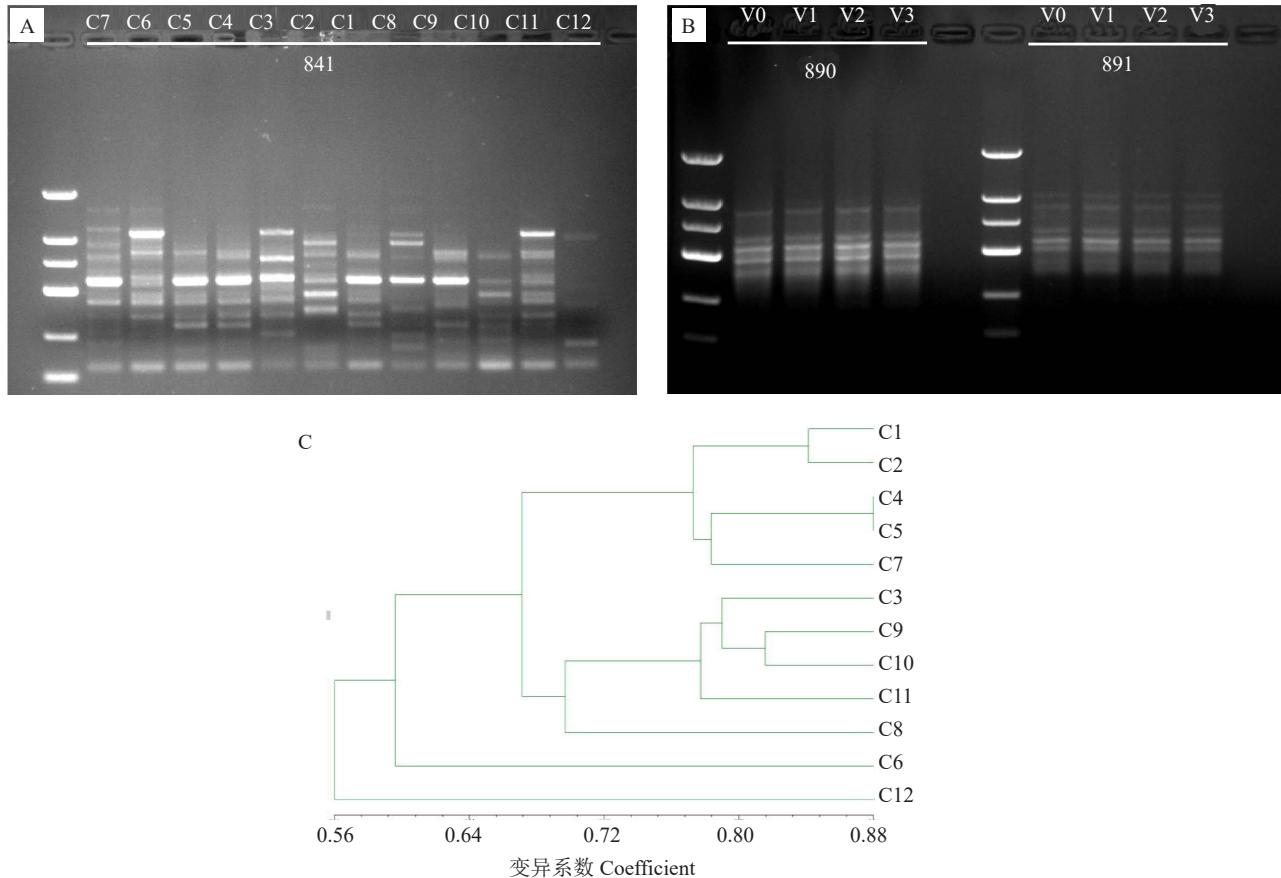 A
C7 C6 C5 C4 C3 C2 C1 C8 C9 C10 C11 C12
841
B
V0 V1 V2 V3 V0 V1 V2 V3
890 891
C
C1
C2
C4
C5
C7
C3
C9
C10
C11
C8
C6
C12
0.56 0.64 0.72 0.80 0.88
变异系数 Coefficient